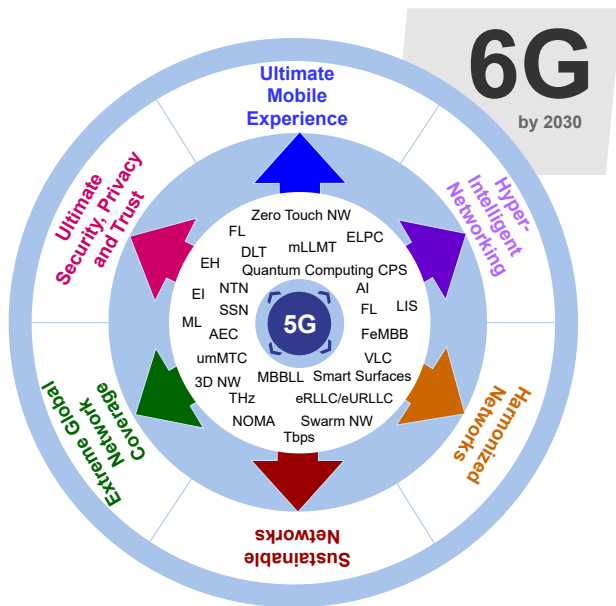 6G
by 2030
Ultimate
Mobile
Experience
Hyper-
Intelligent
Networking
Harmonized
Networks
Sustainable
Networks
Extreme Global
Network
Coverage
Ultimate
Security, Privacy
and Trust
Zero Touch NW
FL
DLT
mLLMT
ELPC
EH
Quantum Computing
CPS
EI
NTN
AI
SSN
FL
LIS
ML
AEC
FeMBB
5G
umMTC
VLC
3D NW
MBBLL
Smart Surfaces
THz
eRLLC/eURLLC
NOMA
Swarm NW
Tbps